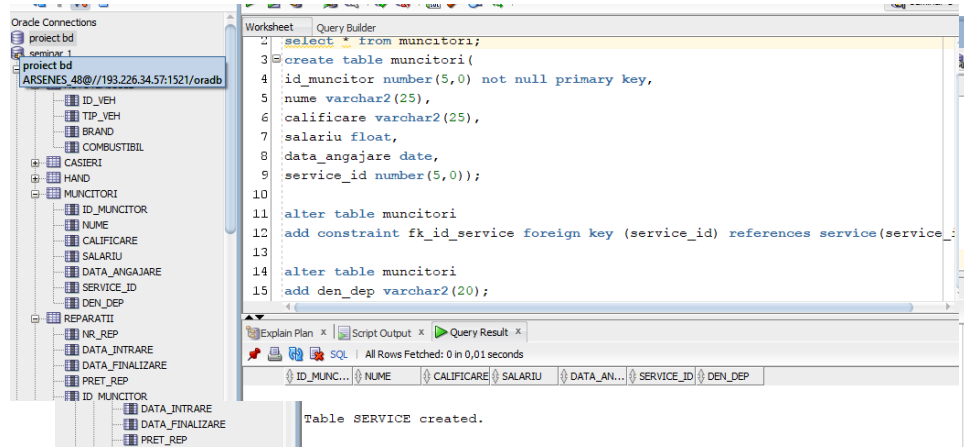 Oracle Connections
proiect bd
seminar 1
proiect bd
ARSENES_48@//193.226.34.57:1521/oradb
ID_VEH
TIP_VEH
BRAND
COMBUSTIBIL
CASIERI
HAND
MUNCITORI
ID_MUNCITOR
NUME
CALIFICARE
SALARIU
DATA_ANGAJARE
SERVICE_ID
DEN_DEP
REPARATII
NR_REP
DATA_INTRARE
DATA_FINALIZARE
PRET_REP
ID MUNCITOR
DATA_INTRARE
DATA_FINALIZARE
PRET_REP
Worksheet Query Builder
2 select * from muncitori;
3 create table muncitori(
4 id_muncitor number(5,0) not null primary key,
5 nume varchar2(25),
6 calificare varchar2(25),
7 salariu float,
8 data_angajare date,
9 service_id number(5,0));
10
11 alter table muncitori
12 add constraint fk_id_service foreign key (service_id) references service(service_
13
14 alter table muncitori
15 add den_dep varchar2(20);
Explain Plan x Script Output x Query Result x
SQL | All Rows Fetched: 0 in 0,01 seconds
ID_MUNC... NUME CALIFICARE SALARIU DATA_AN... SERVICE_ID DEN_DEP
Table SERVICE created.